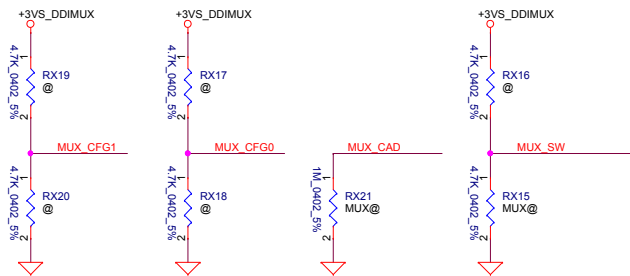 +3VS_DDIMUX
+3VS_DDIMUX
+3VS_DDIMUX
4.7K_0402_5%
1
2
RX19
@
4.7K_0402_5%
1
2
RX17
@
4.7K_0402_5%
1
2
RX16
@
MUX_CFG1
MUX_CFG0
MUX_CAD
MUX_SW
4.7K_0402_5%
1
2
RX20
@
4.7K_0402_5%
1
2
RX18
@
1M_0402_5%
1
2
RX21
MUX@
4.7K_0402_5%
1
2
RX15
MUX@